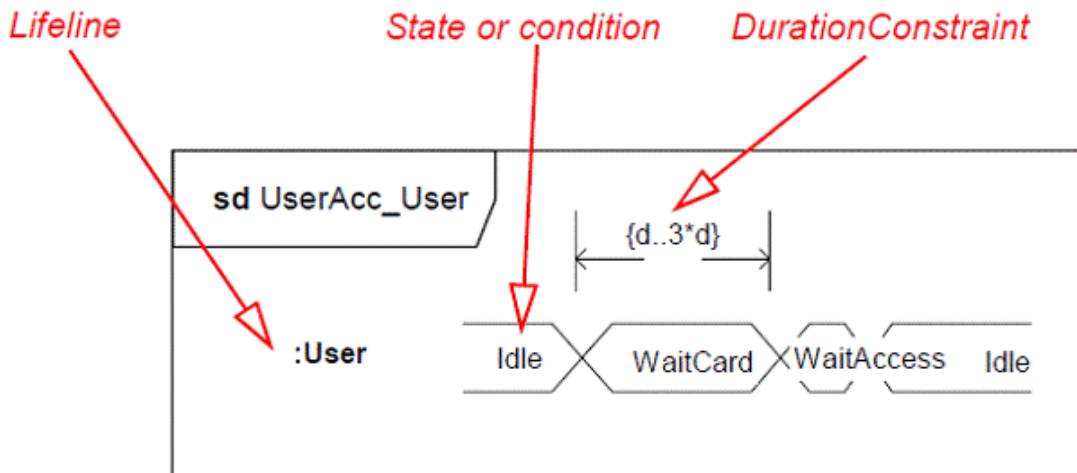 Lifeline State or condition DurationConstraint
sd UserAcc_User
{d..3*d}
:User Idle WaitCard WaitAccess Idle